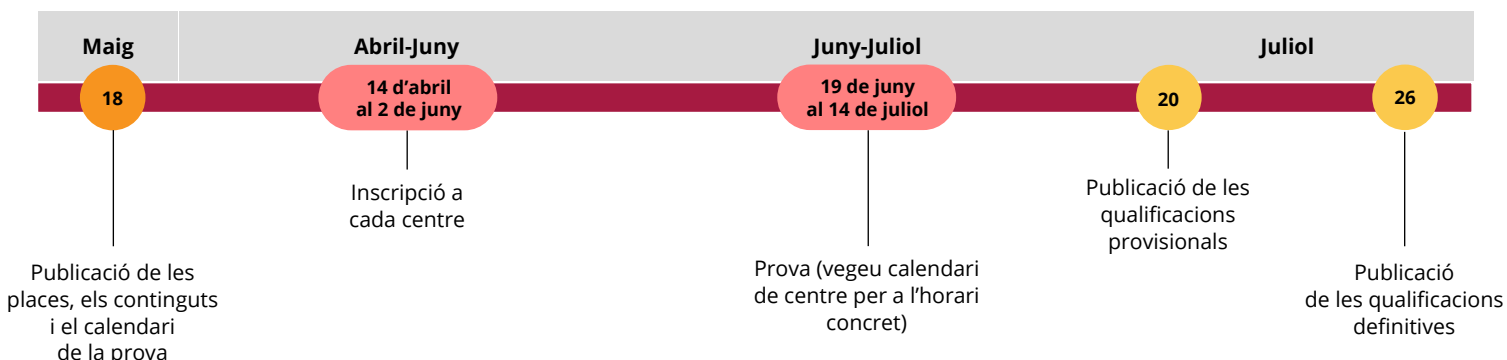 Maig
Abril-Juny
Juny-Juliol
Juliol
18
14 d’abril
al 2 de juny
19 de juny
al 14 de juliol
20
26
Publicació de les
places, els continguts
i el calendari
de la prova
Inscripció a
cada centre
Prova (vegeu calendari
de centre per a l’horari
concret)
Publicació de les
qualificacions
provisionals
Publicació
de les qualificacions
definitives